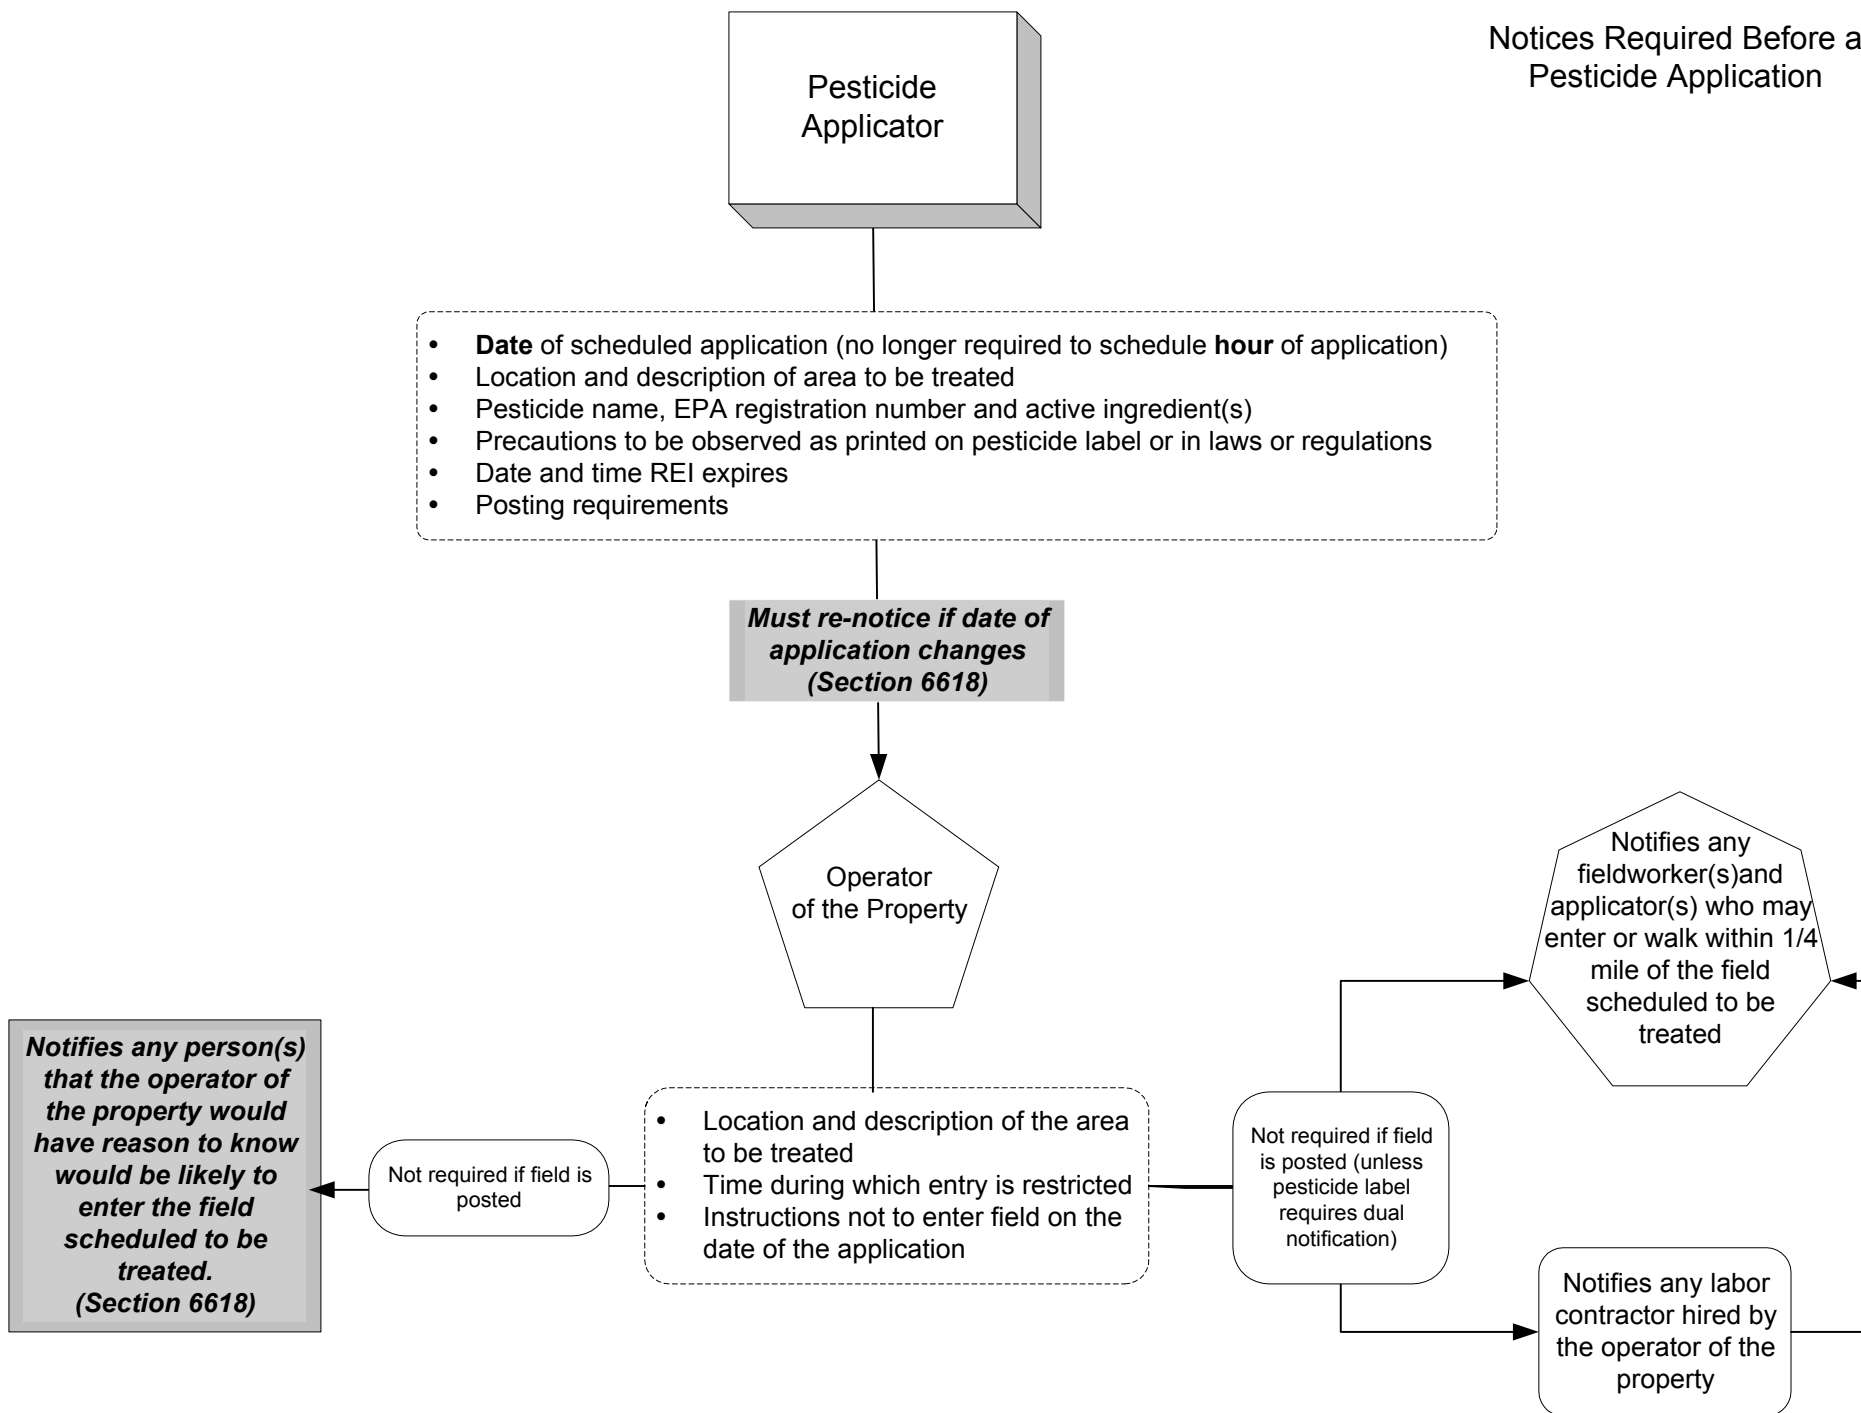 Notices Required Before a
Pesticide Application
Pesticide
Applicator
• Date of scheduled application (no longer required to schedule hour of application)
• Location and description of area to be treated
• Pesticide name, EPA registration number and active ingredient(s)
• Precautions to be observed as printed on pesticide label or in laws or regulations
• Date and time REI expires
• Posting requirements
Must re-notice if date of
application changes
(Section 6618)
Operator
of the Property
Notifies any person(s)
that the operator of
the property would
have reason to know
would be likely to
enter the field
scheduled to be
treated.
(Section 6618)
Not required if field is
posted
• Location and description of the area
to be treated
• Time during which entry is restricted
• Instructions not to enter field on the
date of the application
Not required if field
is posted (unless
pesticide label
requires dual
notification)
Notifies any
fieldworker(s)and
applicator(s) who may
enter or walk within 1/4
mile of the field
scheduled to be
treated
Notifies any labor
contractor hired by
the operator of the
property